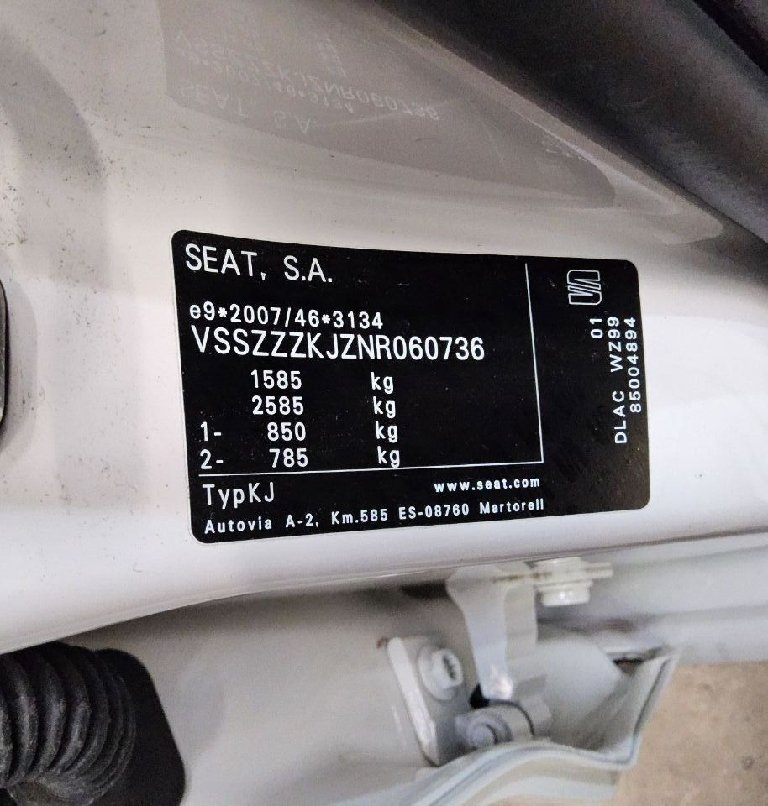 SEAT, S.A.
e9*2007/46*3134
VSSZZZKJZNR060736
1585 kg
2585 kg
1- 850 kg
2- 785 kg
TypKJ
www.seat.com
Autovia A-2, Km.585 ES-08760 Martorell
01
DLAC WZ99
85004894